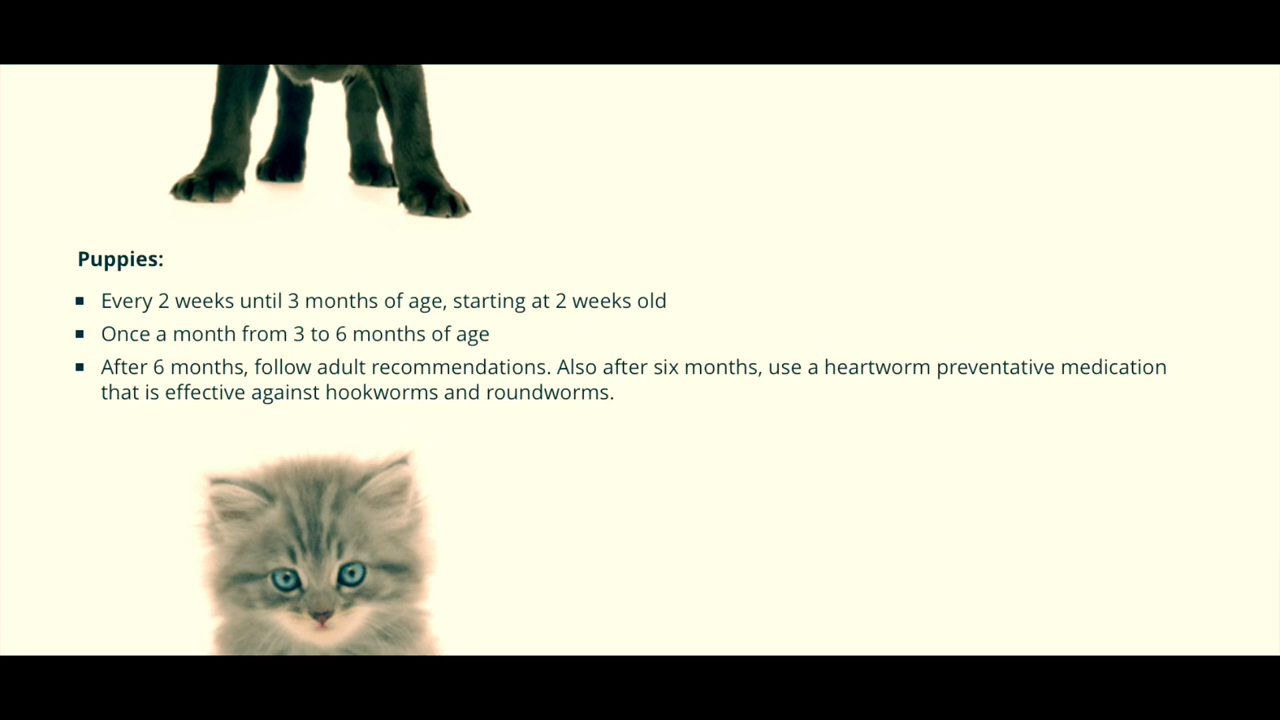 Puppies:
Every 2 weeks until 3 months of age, starting at 2 weeks old
Once a month from 3 to 6 months of age
After 6 months, follow adult recommendations. Also after six months, use a heartworm preventative medication
that is effective against hookworms and roundworms.